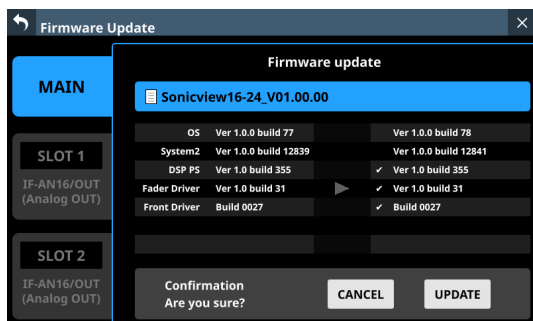 Firmware Update
Firmware update
MAIN
Sonicview16-24_V01.00.00
OS Ver 1.0.0 build 77 Ver 1.0.0 build 78
System2 Ver 1.0.0 build 12839 Ver 1.0.0 build 12841
DSP PS Ver 1.0 build 355 ✔ Ver 1.0 build 355
Fader Driver Ver 1.0 build 31 ✔ Ver 1.0 build 31
Front Driver Build 0027 ✔ Build 0027
SLOT 1
IF-AN16/OUT
(Analog OUT)
SLOT 2
IF-AN16/OUT
(Analog OUT)
Confirmation
Are you sure?
CANCEL
UPDATE